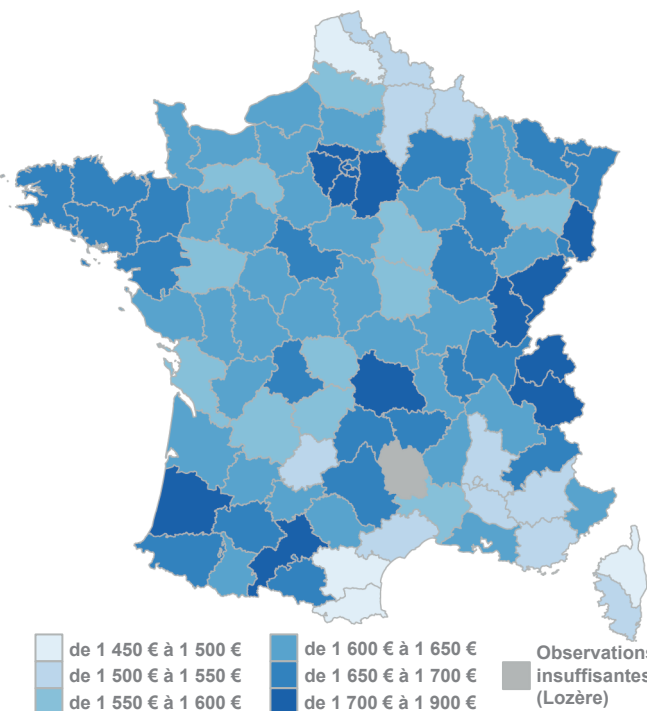 de 1 450 € à 1 500 €
de 1 500 € à 1 550 €
de 1 550 € à 1 600 €
de 1 600 € à 1 650 €
de 1 650 € à 1 700 €
de 1 700 € à 1 900 €
Observations
insuffisantes
(Lozère)